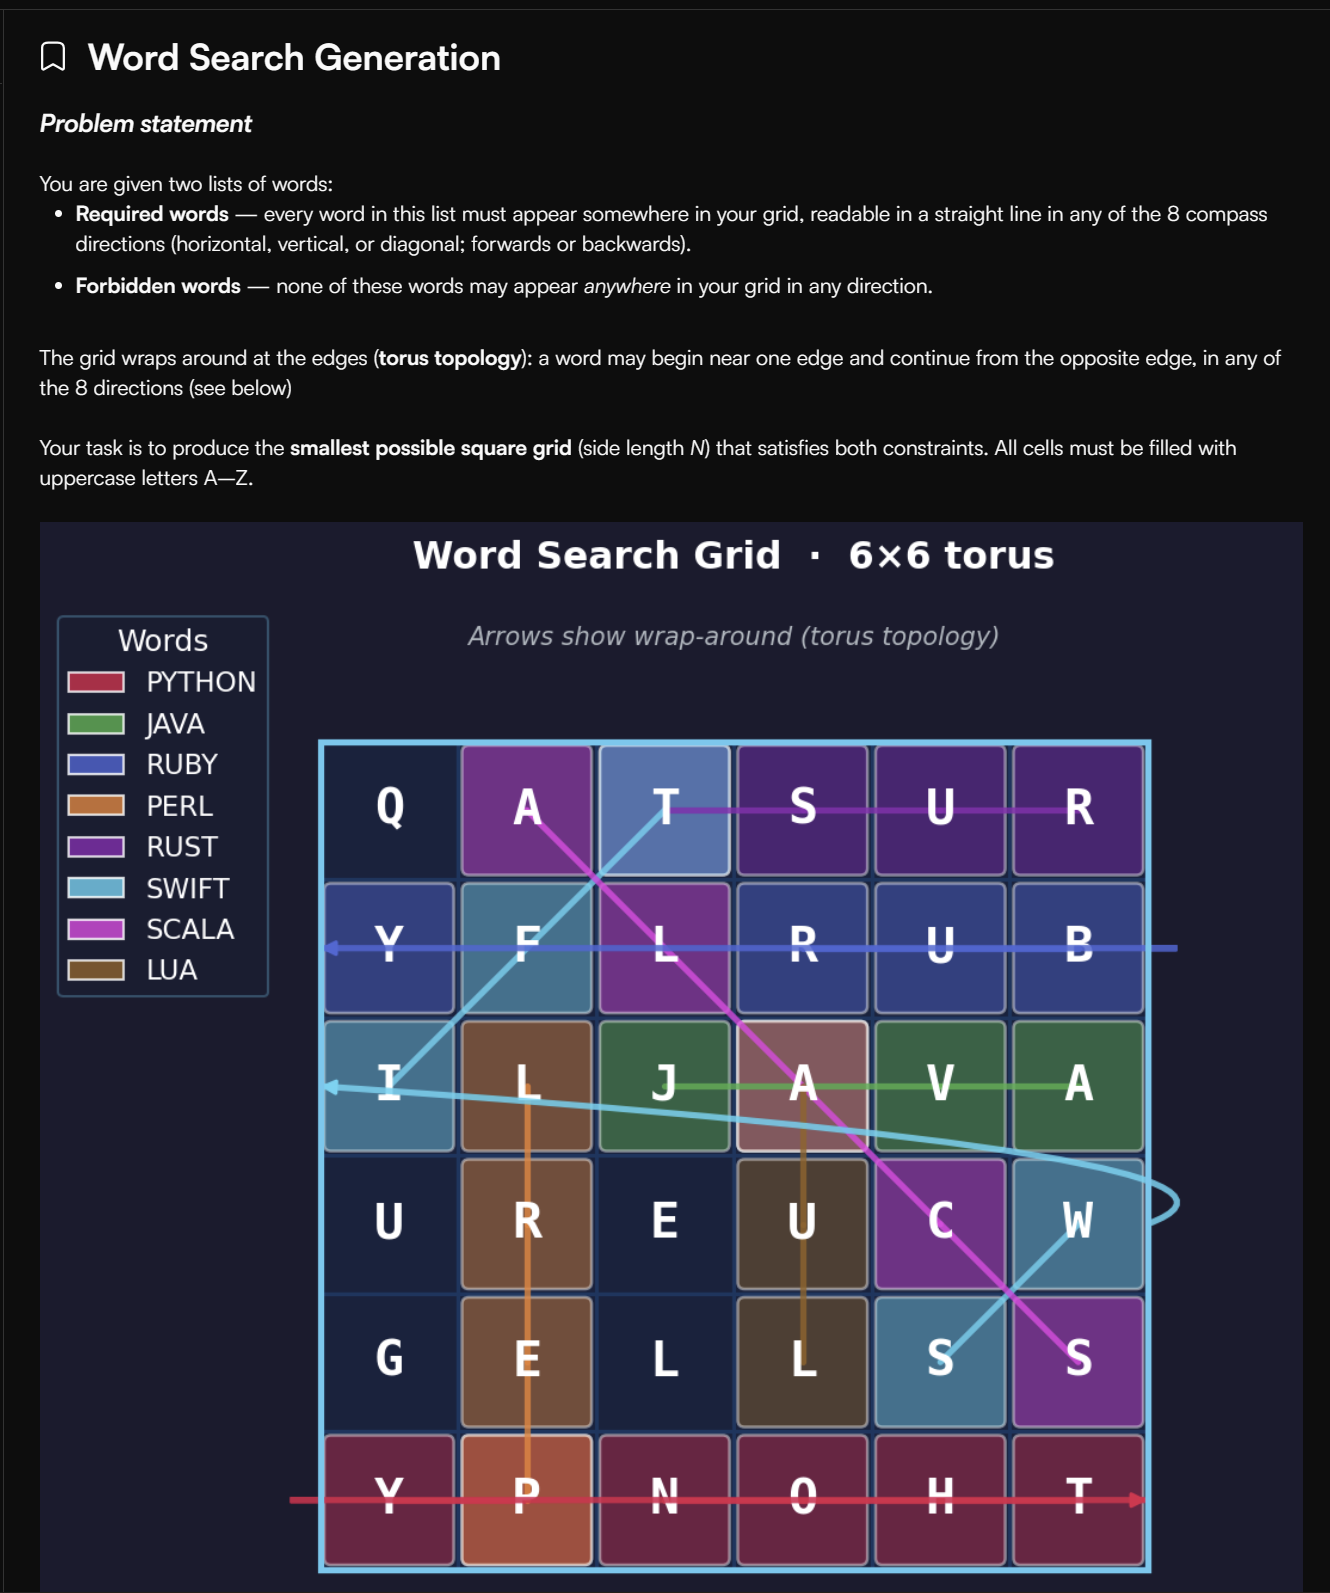 Word Search Generation
Problem statement
You are given two lists of words:
• Required words — every word in this list must appear somewhere in your grid, readable in a straight line in any of the 8 compass
directions (horizontal, vertical, or diagonal; forwards or backwards).
• Forbidden words — none of these words may appear anywhere in your grid in any direction.
The grid wraps around at the edges (torus topology): a word may begin near one edge and continue from the opposite edge, in any of
the 8 directions (see below)
Your task is to produce the smallest possible square grid (side length N) that satisfies both constraints. All cells must be filled with
uppercase letters A—Z.
Word Search Grid · 6×6 torus
Arrows show wrap-around (torus topology)
Words
PYTHON
JAVA
RUBY
PERL
RUST
SWIFT
SCALA
LUA
Q A T S U R
Y F L R U B
I L J A V A
U R E U C W
G E L L S S
Y P N O H T